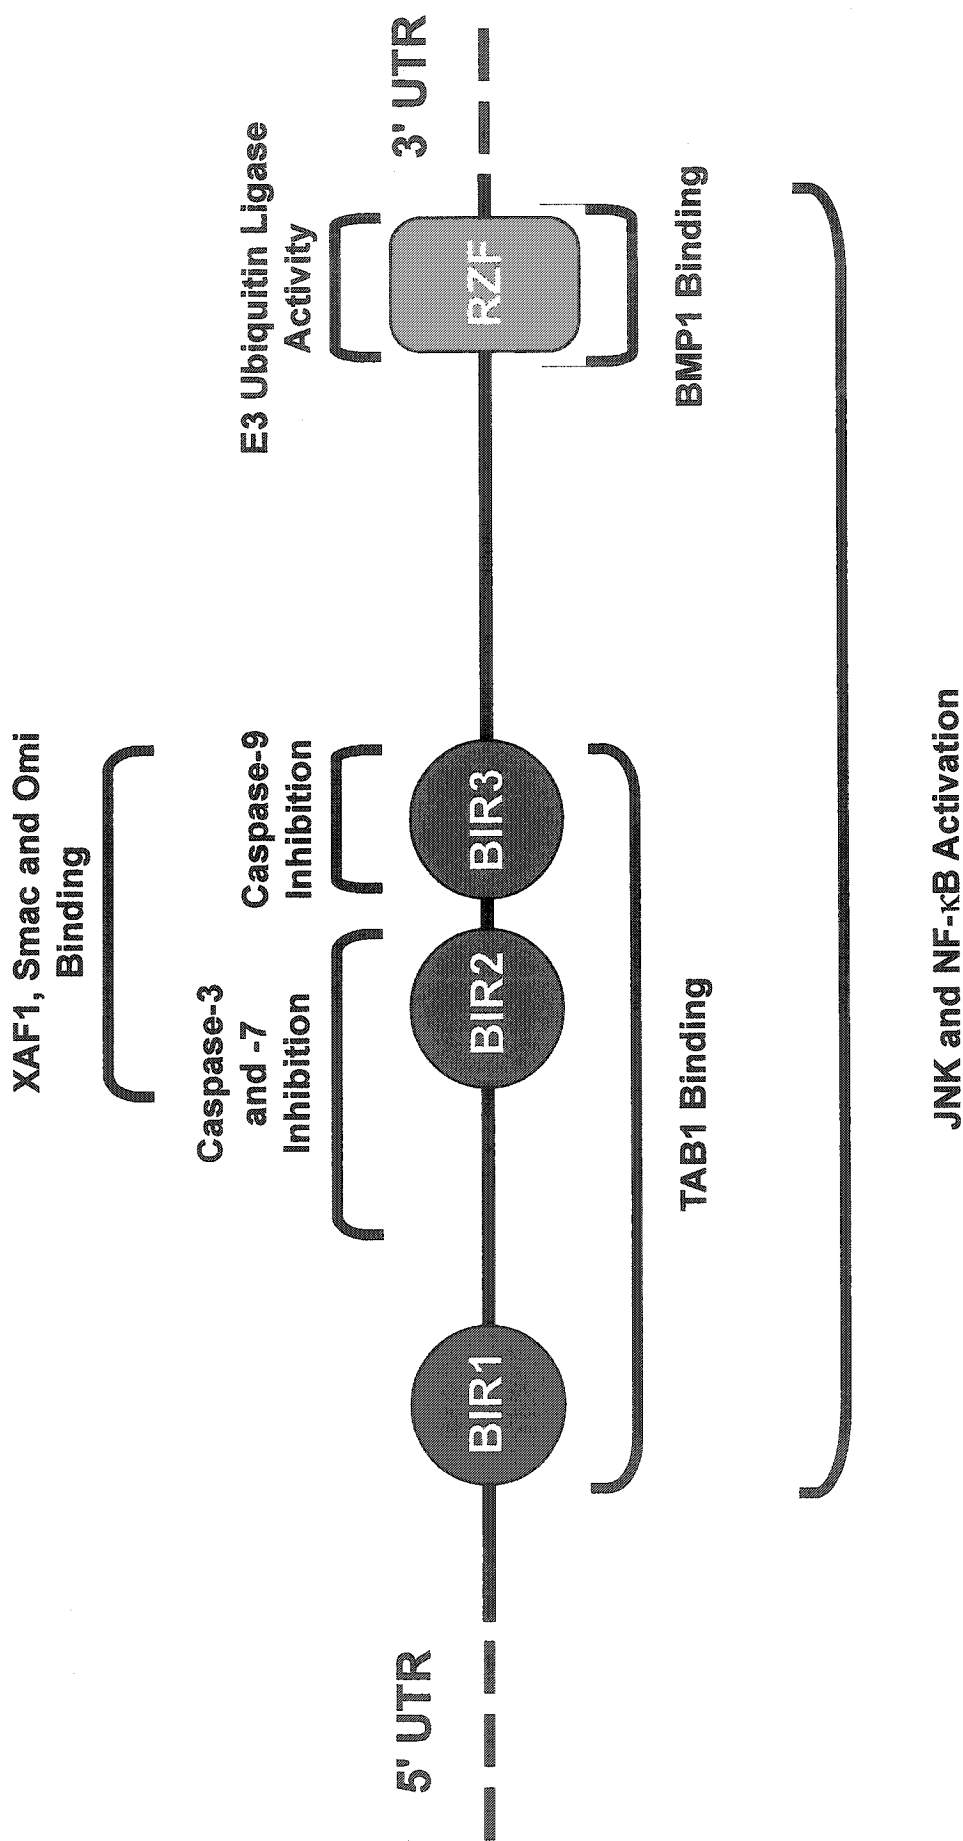 XAF1, Smac and Omi
Binding
Caspase-3
and -7
Inhibition
Caspase-9
Inhibition
E3 Ubiquitin Ligase
Activity
5' UTR
3' UTR
BIR1
BIR2
BIR3
RZF
TAB1 Binding
BMP1 Binding
JNK and NF-κB Activation